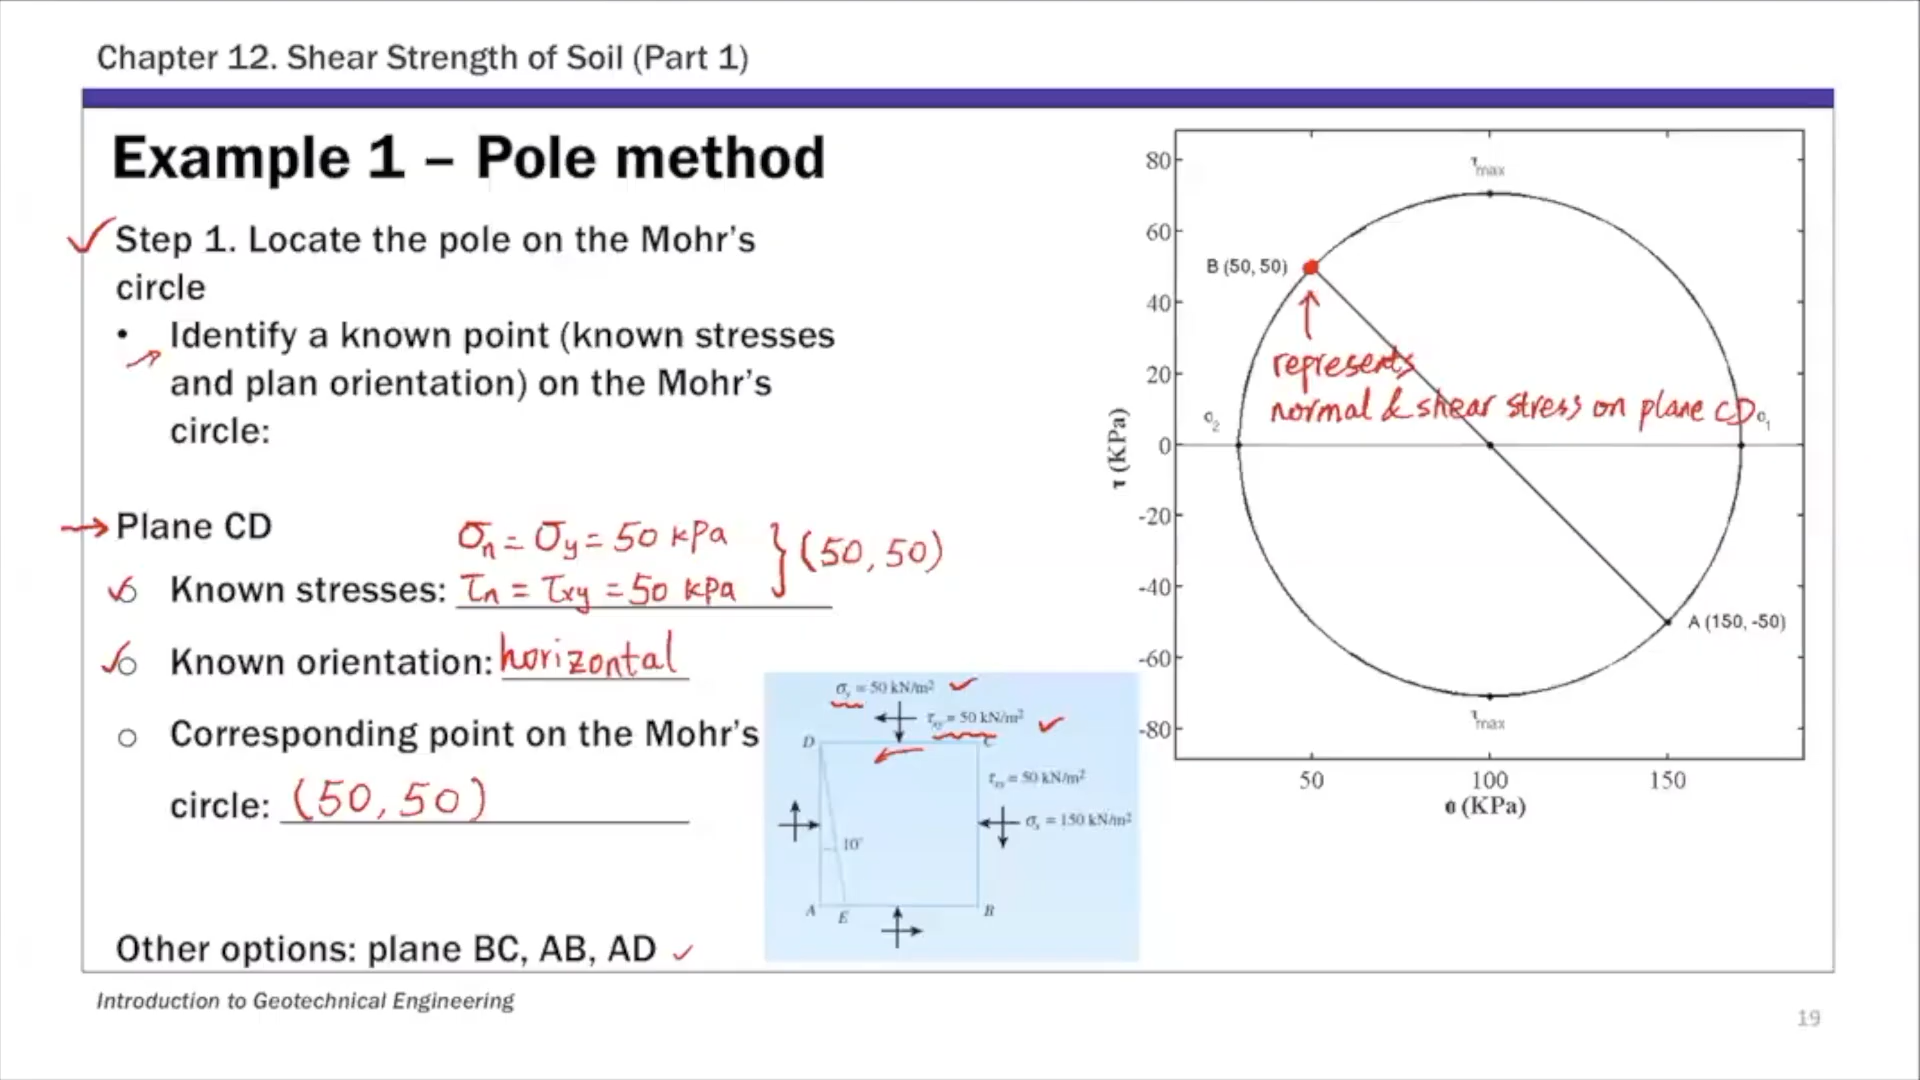 Chapter 12. Shear Strength of Soil (Part 1)
Example 1 – Pole method
Step 1. Locate the pole on the Mohr's
circle
• Identify a known point (known stresses
and plan orientation) on the Mohr's
circle:
Plane CD
σn = σy = 50 kPa } (50, 50)
Known stresses: τn = τxy = 50 kPa
Known orientation: horizontal
Corresponding point on the Mohr's
circle: (50, 50)
Other options: plane BC, AB, AD
σy = 50 kN/m²
τxy = 50 kN/m²
D C
τxy = 50 kN/m²
σx = 150 kN/m²
10°
A E B
80
τmax
60
B (50, 50)
40
represents
20
normal & shear stress on plane CD
σ2 σ1
0
τ (KPa)
-20
-40
A (150, -50)
-60
τmax
-80
50 100 150
σ (KPa)
Introduction to Geotechnical Engineering
19